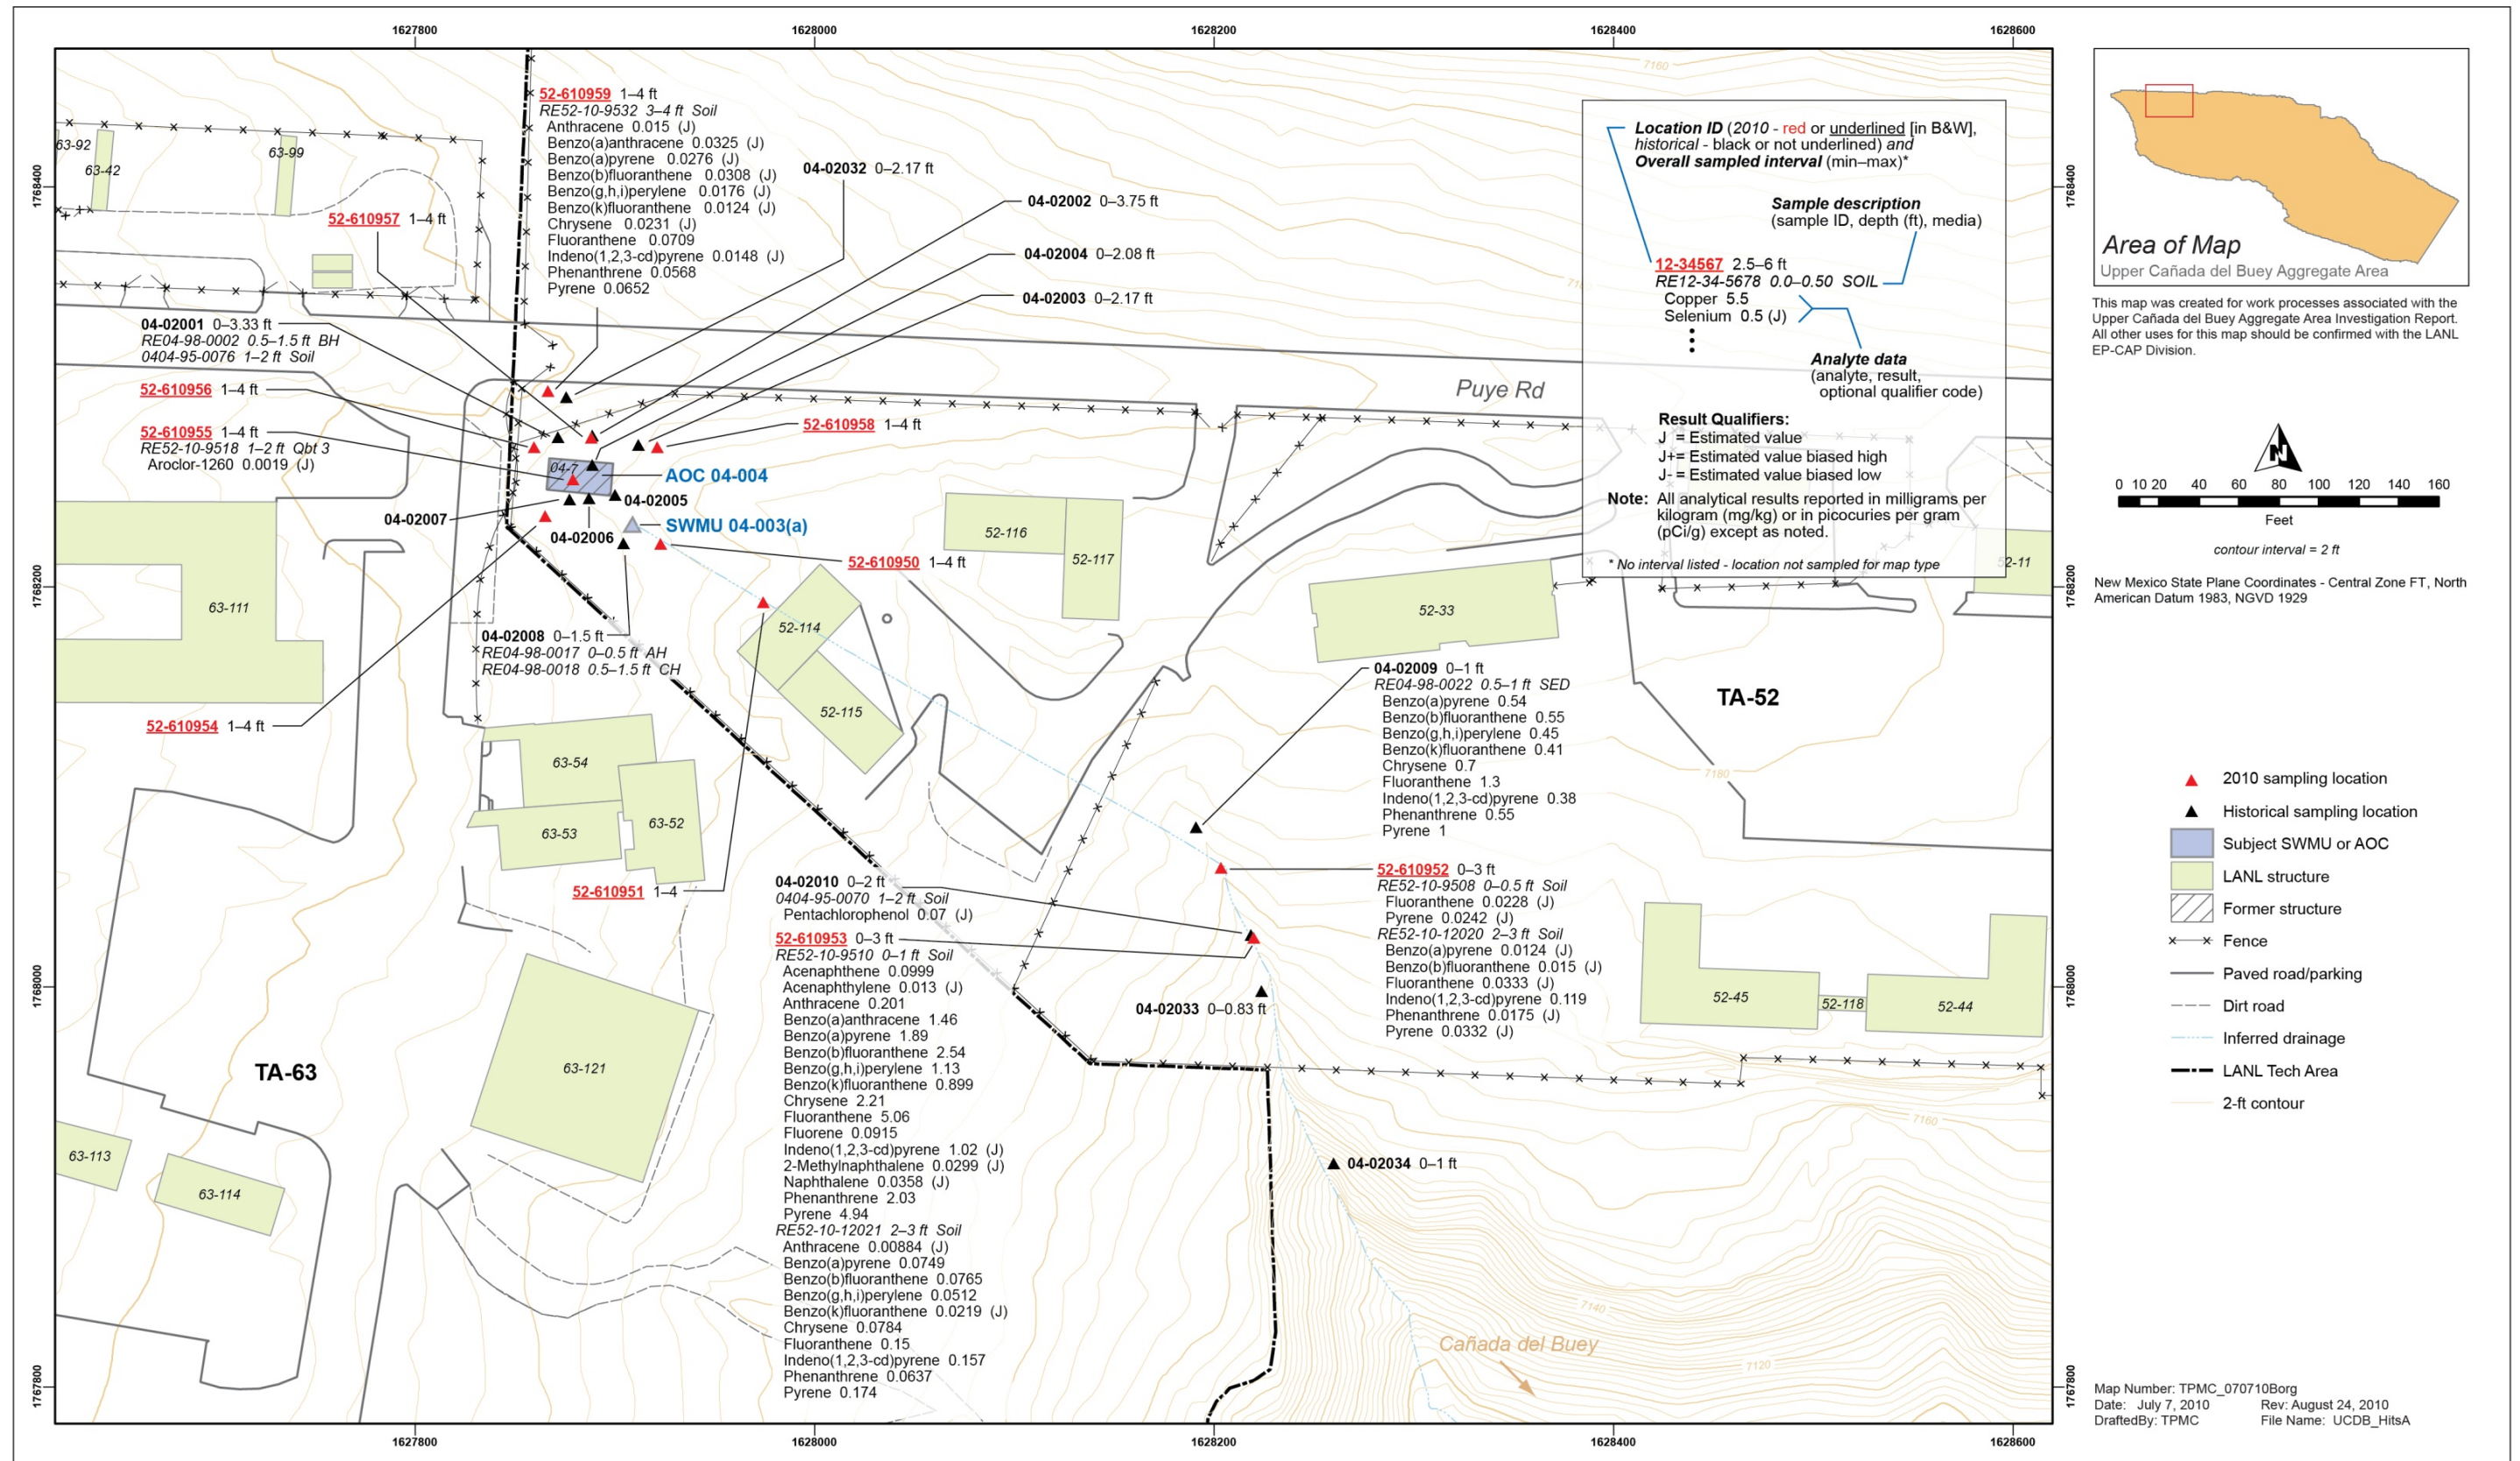 1627800
1628000
1628200
1628400
1628600
1768400
1768200
1768000
1767800
63-92
63-42
63-99
52-610957 1–4 ft
52-610959 1–4 ft
RE52-10-9532 3–4 ft Soil
Anthracene 0.015 (J)
Benzo(a)anthracene 0.0325 (J)
Benzo(a)pyrene 0.0276 (J)
Benzo(b)fluoranthene 0.0308 (J)
Benzo(g,h,i)perylene 0.0176 (J)
Benzo(k)fluoranthene 0.0124 (J)
Chrysene 0.0231 (J)
Fluoranthene 0.0709
Indeno(1,2,3-cd)pyrene 0.0148 (J)
Phenanthrene 0.0568
Pyrene 0.0652
04-02032 0–2.17 ft
04-02002 0–3.75 ft
04-02004 0–2.08 ft
04-02003 0–2.17 ft
7160
04-02001 0–3.33 ft
RE04-98-0002 0.5–1.5 ft BH
0404-95-0076 1–2 ft Soil
52-610956 1–4 ft
52-610955 1–4 ft
RE52-10-9518 1–2 ft Qbt 3
Aroclor-1260 0.0019 (J)
52-610958 1–4 ft
Puye Rd
04-7
AOC 04-004
04-02005
04-02007
04-02006
SWMU 04-003(a)
52-610950 1–4 ft
04-02008 0–1.5 ft
RE04-98-0017 0–0.5 ft AH
RE04-98-0018 0.5–1.5 ft CH
52-610954 1–4 ft
63-111
52-116
52-117
52-114
52-115
52-33
52-11
63-54
63-53
63-52
52-610951 1–4
TA-52
7180
04-02009 0–1 ft
RE04-98-0022 0.5–1 ft SED
Benzo(a)pyrene 0.54
Benzo(b)fluoranthene 0.55
Benzo(g,h,i)perylene 0.45
Benzo(k)fluoranthene 0.41
Chrysene 0.7
Fluoranthene 1.3
Indeno(1,2,3-cd)pyrene 0.38
Phenanthrene 0.55
Pyrene 1
52-610952 0–3 ft
RE52-10-9508 0–0.5 ft Soil
Fluoranthene 0.0228 (J)
Pyrene 0.0242 (J)
RE52-10-12020 2–3 ft Soil
Benzo(a)pyrene 0.0124 (J)
Benzo(b)fluoranthene 0.015 (J)
Fluoranthene 0.0333 (J)
Indeno(1,2,3-cd)pyrene 0.119
Phenanthrene 0.0175 (J)
Pyrene 0.0332 (J)
04-02010 0–2 ft
0404-95-0070 1–2 ft Soil
Pentachlorophenol 0.07 (J)
52-610953 0–3 ft
RE52-10-9510 0–1 ft Soil
Acenaphthene 0.0999
Acenaphthylene 0.013 (J)
Anthracene 0.201
Benzo(a)anthracene 1.46
Benzo(a)pyrene 1.89
Benzo(b)fluoranthene 2.54
Benzo(g,h,i)perylene 1.13
Benzo(k)fluoranthene 0.899
Chrysene 2.21
Fluoranthene 5.06
Fluorene 0.0915
Indeno(1,2,3-cd)pyrene 1.02 (J)
2-Methylnaphthalene 0.0299 (J)
Naphthalene 0.0358 (J)
Phenanthrene 2.03
Pyrene 4.94
RE52-10-12021 2–3 ft Soil
Anthracene 0.00884 (J)
Benzo(a)pyrene 0.0749
Benzo(b)fluoranthene 0.0765
Benzo(g,h,i)perylene 0.0512
Benzo(k)fluoranthene 0.0219 (J)
Chrysene 0.0784
Fluoranthene 0.15
Indeno(1,2,3-cd)pyrene 0.157
Phenanthrene 0.0637
Pyrene 0.174
04-02033 0–0.83 ft
04-02034 0–1 ft
52-45
52-118
52-44
TA-63
63-121
63-113
63-114
7160
7140
7120
Cañada del Buey
1627800
1628000
1628200
1628400
1628600
1768400
1768200
1768000
1767800
Location ID (2010 - red or underlined [in B&W],
historical - black or not underlined) and
Overall sampled interval (min–max)*
Sample description
(sample ID, depth (ft), media)
12-34567 2.5–6 ft
RE12-34-5678 0.0–0.50 SOIL
Copper 5.5
Selenium 0.5 (J)
Analyte data
(analyte, result,
optional qualifier code)
Result Qualifiers:
J = Estimated value
J+= Estimated value biased high
J-= Estimated value biased low
Note: All analytical results reported in milligrams per
kilogram (mg/kg) or in picocuries per gram
(pCi/g) except as noted.
* No interval listed - location not sampled for map type
Area of Map
Upper Cañada del Buey Aggregate Area
This map was created for work processes associated with the
Upper Cañada del Buey Aggregate Area Investigation Report.
All other uses for this map should be confirmed with the LANL
EP-CAP Division.
N
0 10 20 40 60 80 100 120 140 160
Feet
contour interval = 2 ft
New Mexico State Plane Coordinates - Central Zone FT, North
American Datum 1983, NGVD 1929
2010 sampling location
Historical sampling location
Subject SWMU or AOC
LANL structure
Former structure
Fence
Paved road/parking
Dirt road
Inferred drainage
LANL Tech Area
2-ft contour
Map Number: TPMC_070710Borg
Date: July 7, 2010 Rev: August 24, 2010
DraftedBy: TPMC File Name: UCDB_HitsA